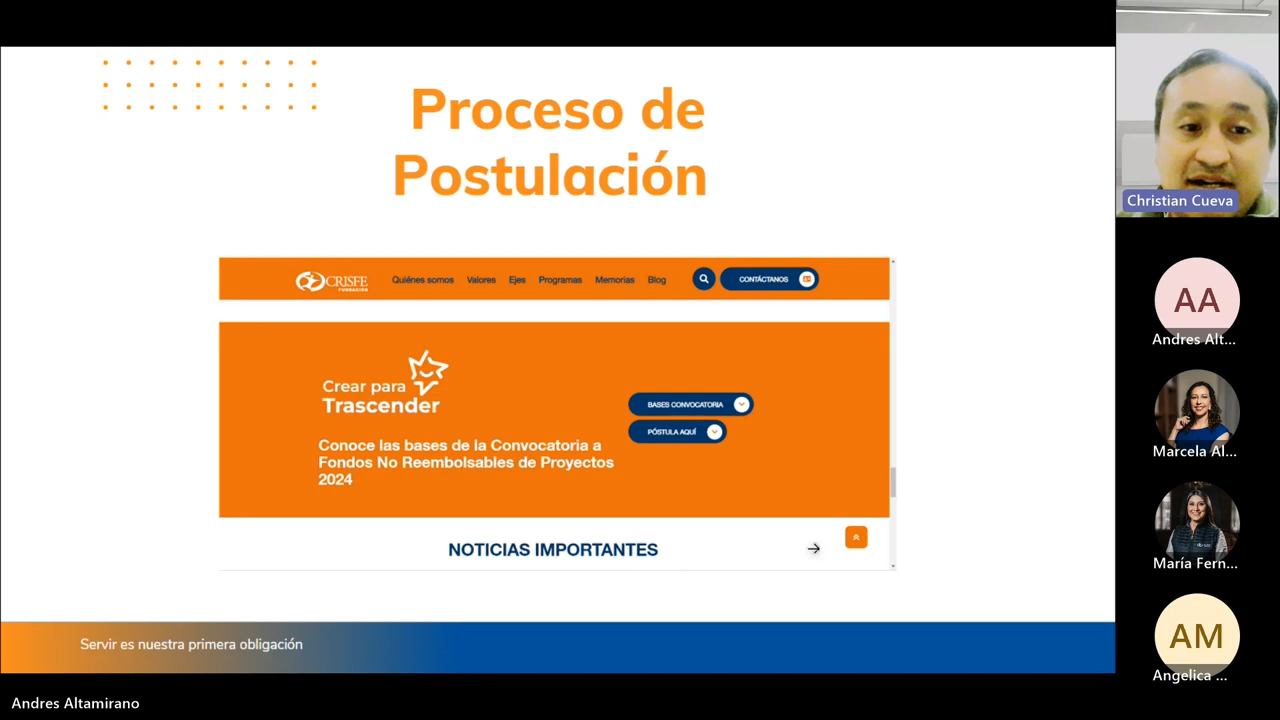 Proceso de
Postulación
CRISFE
FUNDACIÓN
Quiénes somos Valores Ejes Programas Memorias Blog
CONTÁCTANOS
Crear para
Trascender
BASES CONVOCATORIA
PÓSTULA AQUÍ
Conoce las bases de la Convocatoria a
Fondos No Reembolsables de Proyectos
2024
NOTICIAS IMPORTANTES
Servir es nuestra primera obligación
Andres Altamirano
Christian Cueva
AA
Andres Alt...
Marcela Al...
María Fern...
AM
Angelica ...